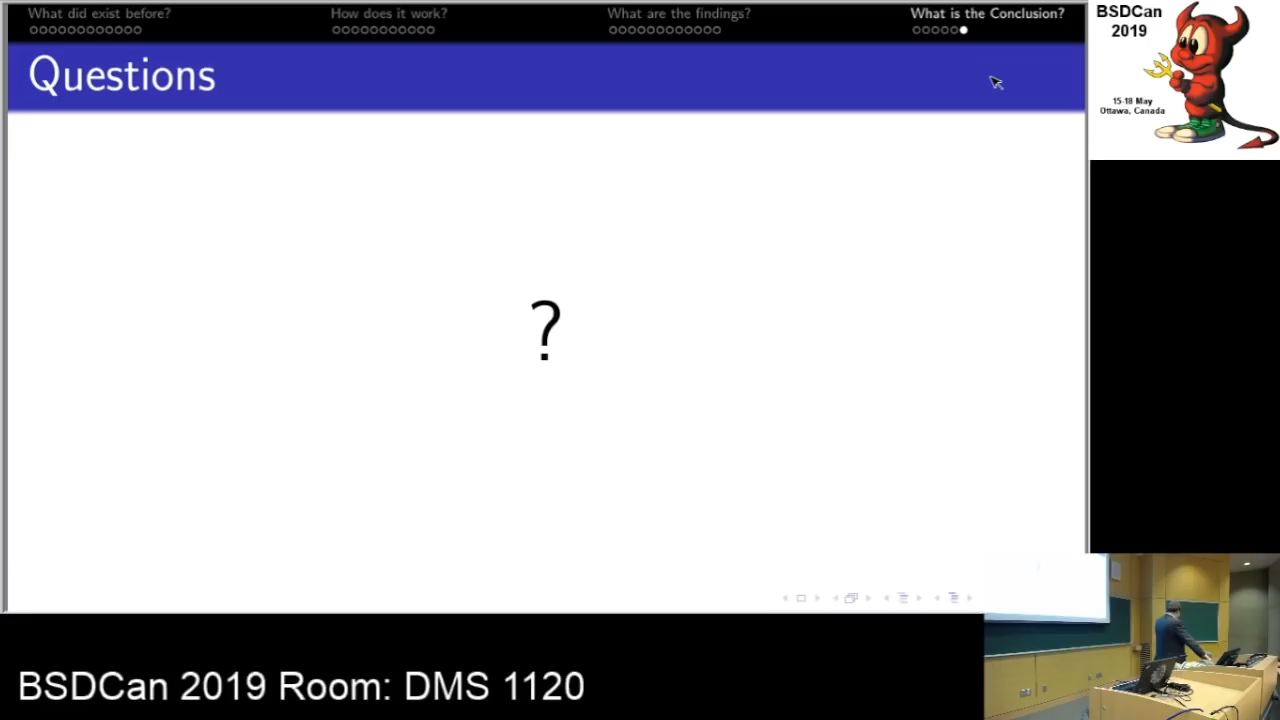 What did exist before?
How does it work?
What are the findings?
What is the Conclusion?
Questions
?
BSDCan
2019
15-18 May
Ottawa, Canada
BSDCan 2019 Room: DMS 1120